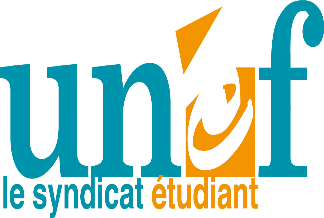 unef
le syndicat étudiant